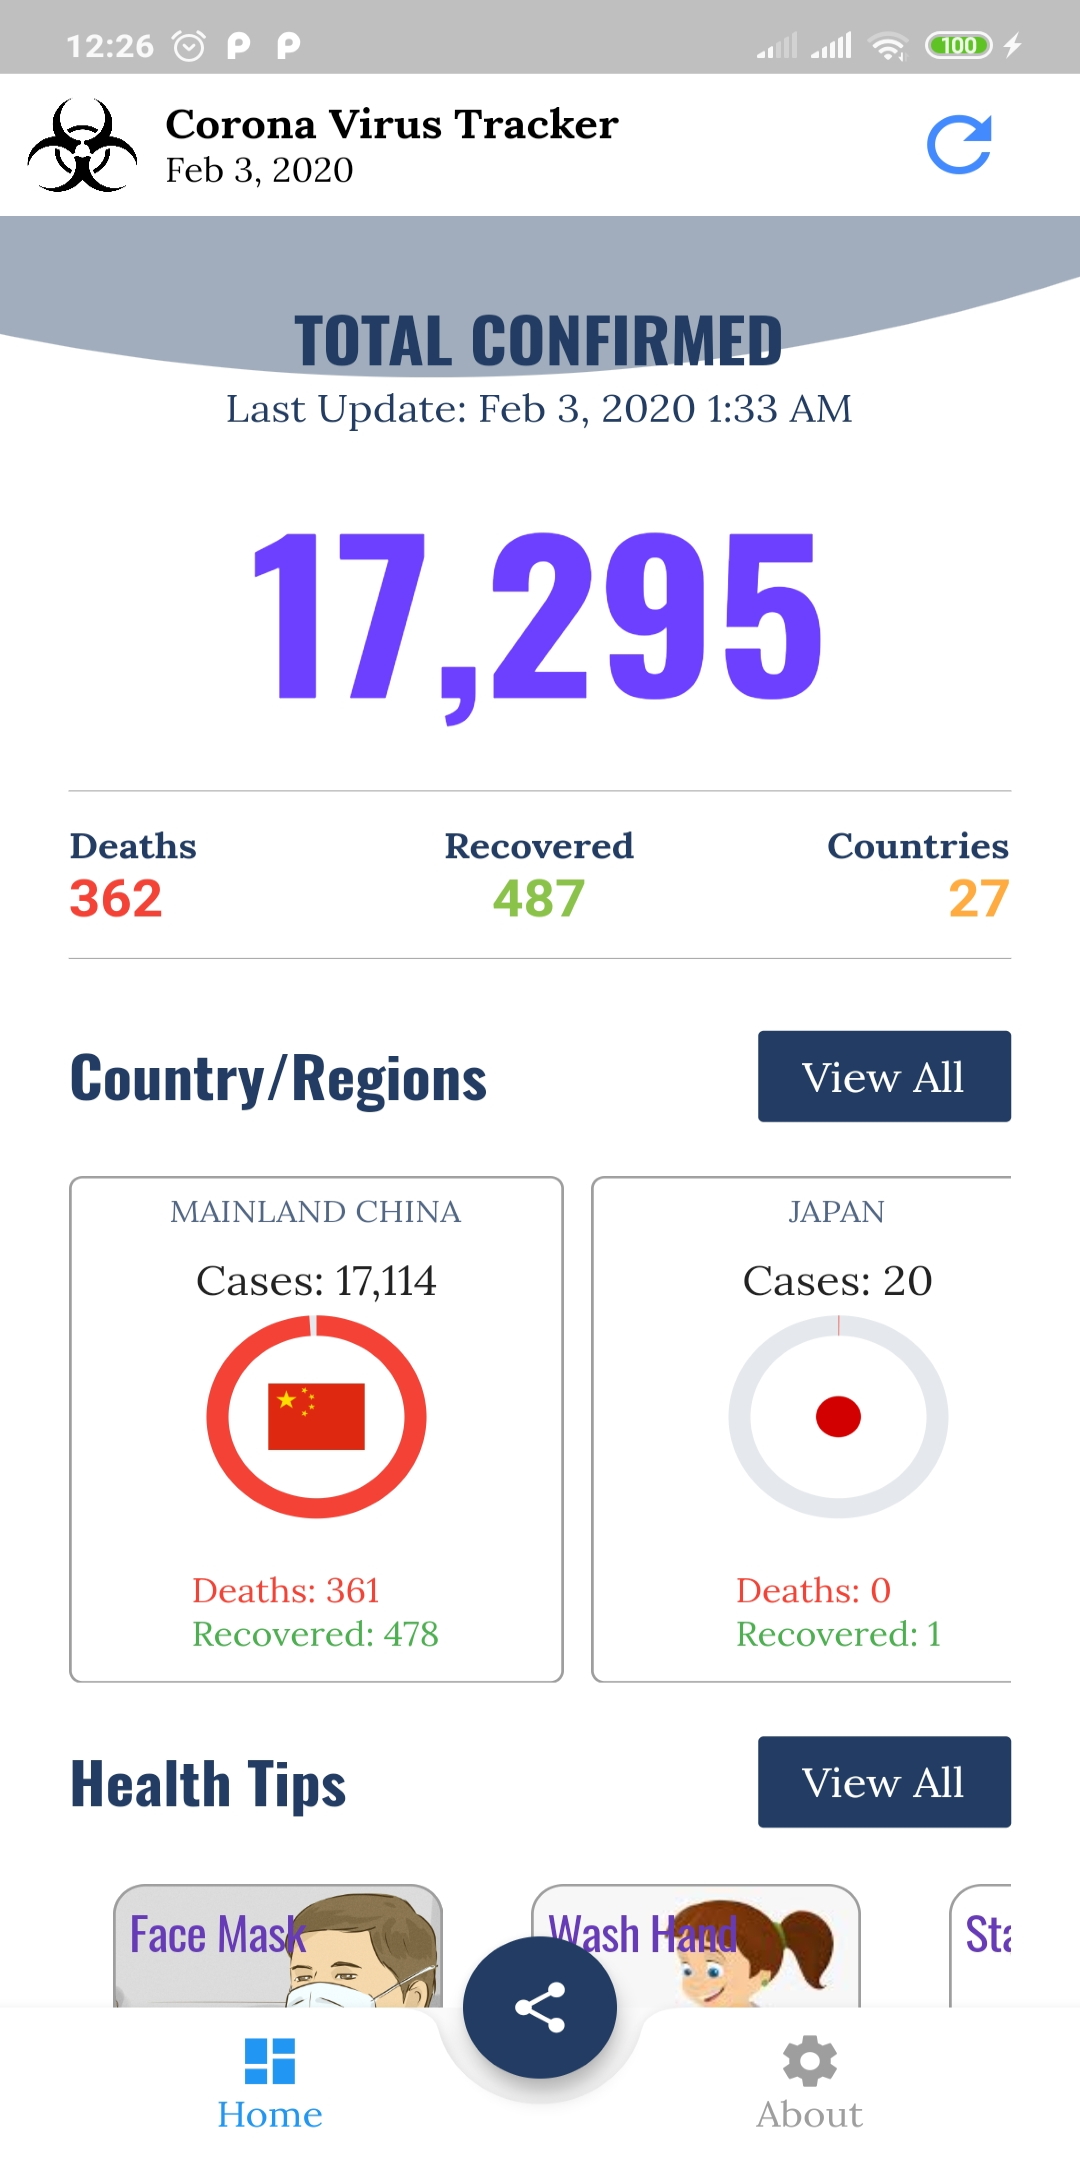 12:26
100
Corona Virus Tracker
Feb 3, 2020
TOTAL CONFIRMED
Last Update: Feb 3, 2020 1:33 AM
17,295
Deaths Recovered Countries
362 487 27
Country/Regions View All
MAINLAND CHINA
Cases: 17,114
Deaths: 361
Recovered: 478
JAPAN
Cases: 20
Deaths: 0
Recovered: 1
Health Tips View All
Face Mask
Wash Hand
Home
About